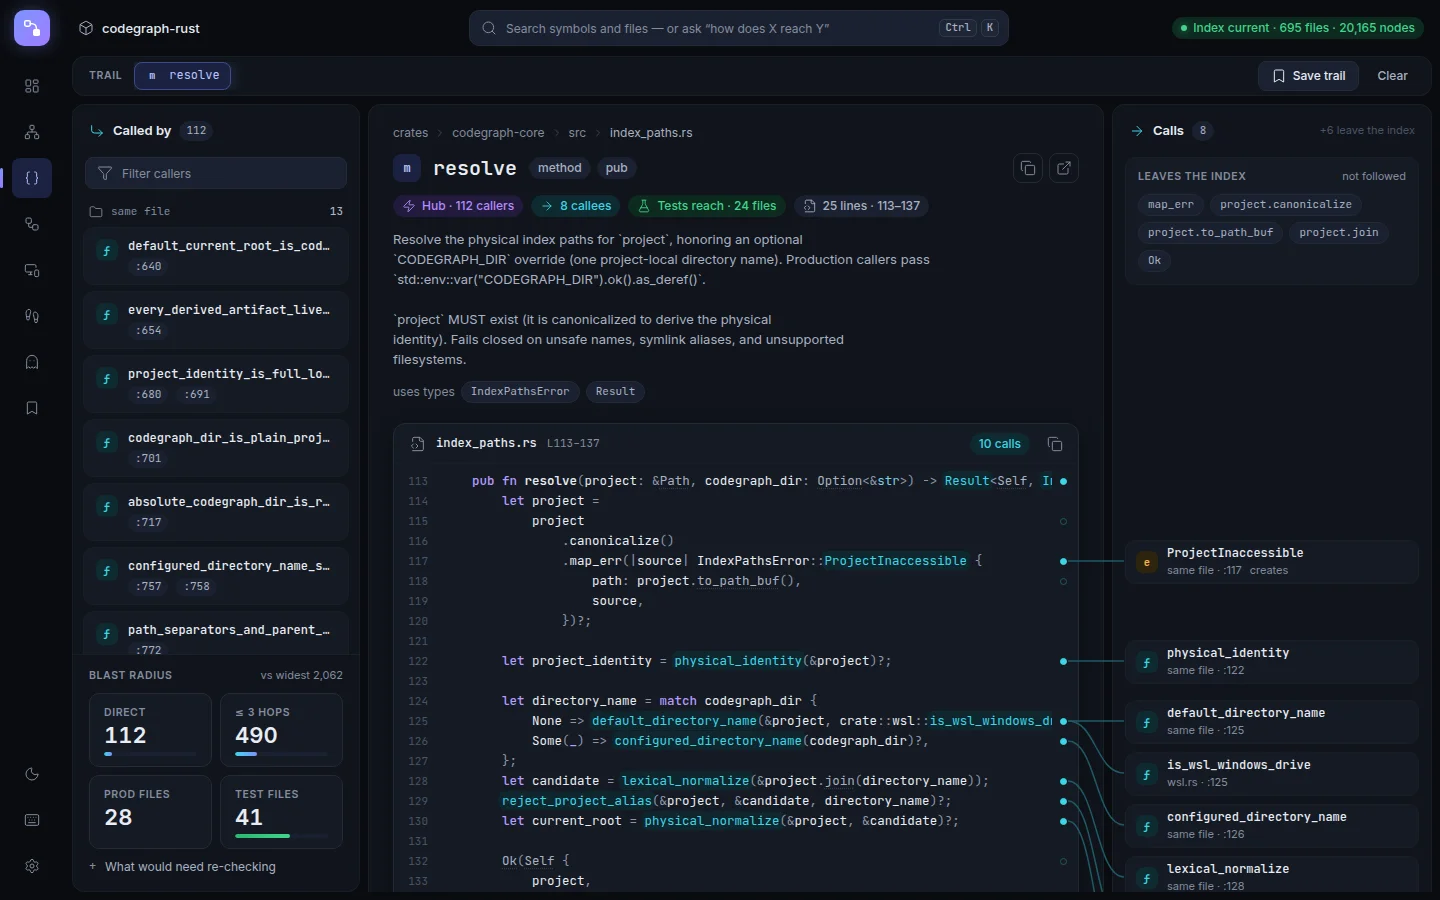 codegraph-rust
Search symbols and files — or ask “how does X reach Y”
Ctrl K
Index current · 695 files · 20,165 nodes
TRAIL
m resolve
Save trail
Clear
Called by 112
Filter callers
same file 13
ƒ default_current_root_is_cod…
:640
ƒ every_derived_artifact_live…
:654
ƒ project_identity_is_full_lo…
:680 :691
ƒ codegraph_dir_is_plain_proj…
:701
ƒ absolute_codegraph_dir_is_r…
:717
ƒ configured_directory_name_s…
:757 :758
ƒ path_separators_and_parent_…
:772
BLAST RADIUS vs widest 2,062
DIRECT
112
≤ 3 HOPS
490
PROD FILES
28
TEST FILES
41
+ What would need re-checking
crates › codegraph-core › src › index_paths.rs
m resolve method pub
Hub · 112 callers
8 callees
Tests reach · 24 files
25 lines · 113–137
Resolve the physical index paths for `project`, honoring an optional
`CODEGRAPH_DIR` override (one project-local directory name). Production callers pass
`std::env::var("CODEGRAPH_DIR").ok().as_deref()`.
`project` MUST exist (it is canonicalized to derive the physical
identity). Fails closed on unsafe names, symlink aliases, and unsupported
filesystems.
uses types IndexPathsError Result
index_paths.rs L113–137
10 calls
113 pub fn resolve(project: &Path, codegraph_dir: Option<&str>) -> Result<Self, In
114 let project =
115 project
116 .canonicalize()
117 .map_err(|source| IndexPathsError::ProjectInaccessible {
118 path: project.to_path_buf(),
119 source,
120 })?;
121
122 let project_identity = physical_identity(&project)?;
123
124 let directory_name = match codegraph_dir {
125 None => default_directory_name(&project, crate::wsl::is_wsl_windows_dr
126 Some(_) => configured_directory_name(codegraph_dir)?,
127 };
128 let candidate = lexical_normalize(&project.join(directory_name));
129 reject_project_alias(&project, &candidate, directory_name)?;
130 let current_root = physical_normalize(&project, &candidate)?;
131
132 Ok(Self {
133 project,
Calls 8
+6 leave the index
LEAVES THE INDEX not followed
map_err project.canonicalize
project.to_path_buf project.join
Ok
e ProjectInaccessible
same file · :117 creates
ƒ physical_identity
same file · :122
ƒ default_directory_name
same file · :125
ƒ is_wsl_windows_drive
wsl.rs · :125
ƒ configured_directory_name
same file · :126
ƒ lexical_normalize
same file · :128